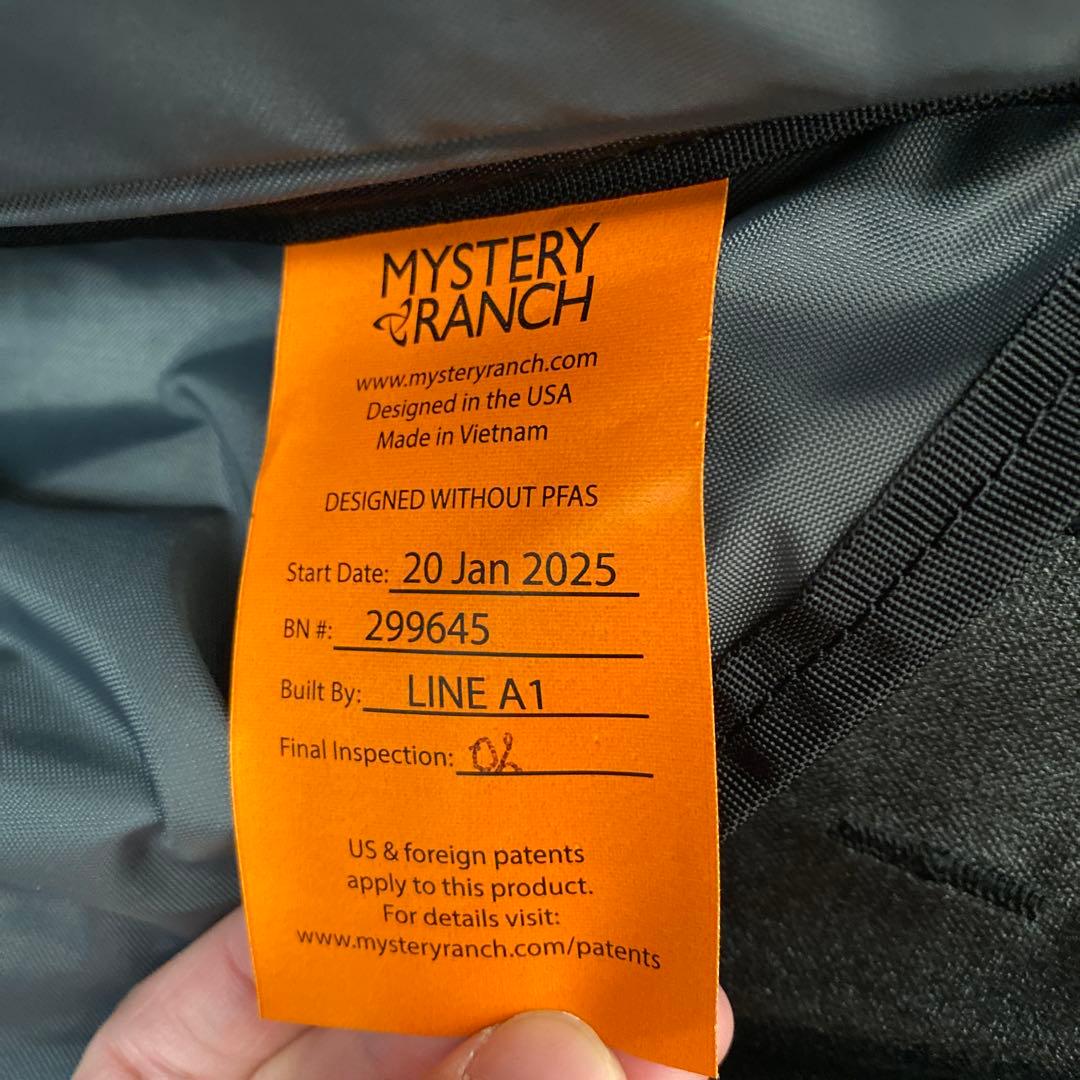 MYSTERY
RANCH
www.mysteryranch.com
Designed in the USA
Made in Vietnam
DESIGNED WITHOUT PFAS
Start Date: 20 Jan 2025
BN #: 299645
Built By: LINE A1
Final Inspection:
US & foreign patents
apply to this product.
For details visit:
www.mysteryranch.com/patents